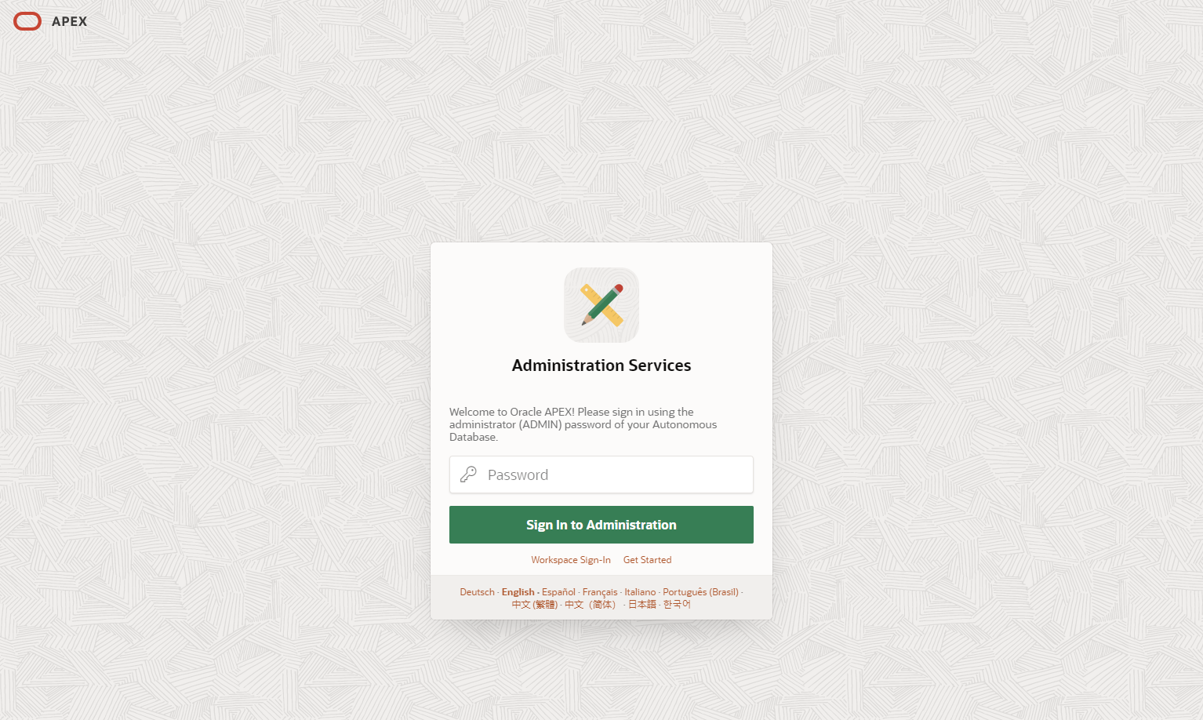 APEX
Administration Services
Welcome to Oracle APEX! Please sign in using the
administrator (ADMIN) password of your Autonomous
Database.
Password
Sign In to Administration
Workspace Sign-In Get Started
Deutsch · English · Español · Français · Italiano · Português (Brasil) ·
中文 (繁體) · 中文（简体） · 日本語 · 한국어